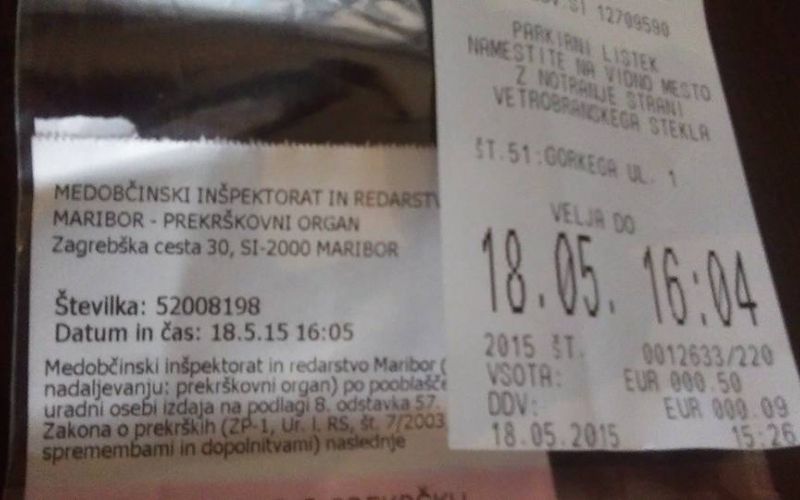 MEDOBČINSKI INŠPEKTORAT IN REDARSTV
MARIBOR - PREKRŠKOVNI ORGAN
Zagrebška cesta 30, SI-2000 MARIBOR
Številka: 52008198
Datum in čas: 18.5.15 16:05
Medobčinski inšpektorat in redarstvo Maribor (
nadaljevanju: prekrškovni organ) po pooblašče
uradni osebi izdaja na podlagi 8. odstavka 57.
Zakona o prekrških (ZP-1, Ur. l. RS, št. 7/2003
spremembami in dopolnitvami) naslednje
12709590
PARKIRNI LISTEK
NAMESTITE NA VIDNO MESTO
Z NOTRANJE STRANI
VETROBRANSKEGA STEKLA
ŠT.51:GORKEGA UL. 1
VELJA DO
18.05. 16:04
2015 ŠT. 0012633/220
VSOTA: EUR 000.50
DDV: EUR 000.09
18.05.2015 15:26